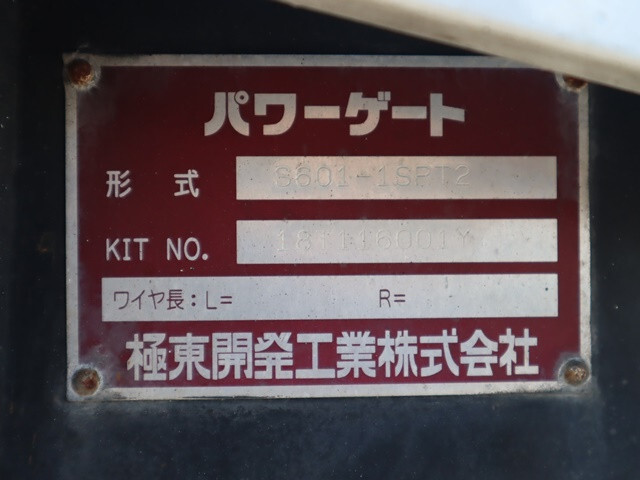 パワーゲート
形式 S601-1SPT2
KIT NO.
ワイヤ長:L= R=
極東開発工業株式会社